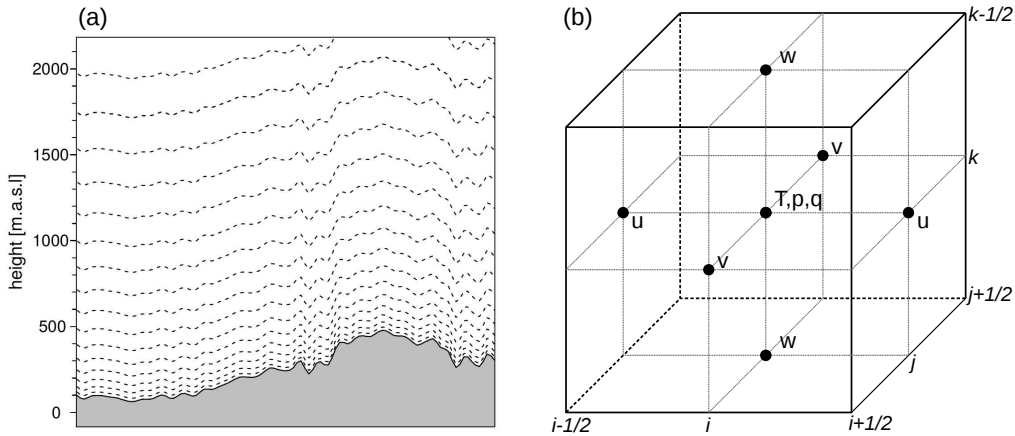 (a)
height [m.a.s.l]
2000
1500
1000
500
0
(b)
k-1/2
w
v
k
T,p,q
u
u
v
j+1/2
w
j
i-1/2
i
i+1/2